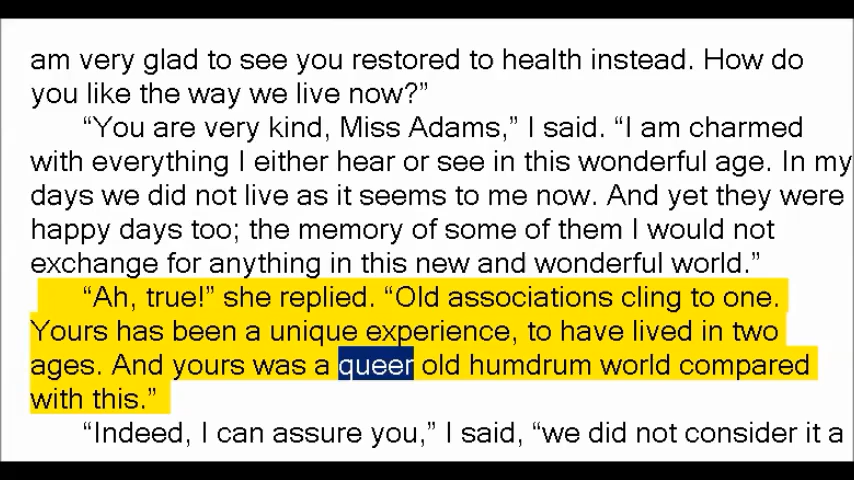 am very glad to see you restored to health instead. How do
you like the way we live now?”
“You are very kind, Miss Adams,” I said. “I am charmed
with everything I either hear or see in this wonderful age. In my
days we did not live as it seems to me now. And yet they were
happy days too; the memory of some of them I would not
exchange for anything in this new and wonderful world.”
“Ah, true!” she replied. “Old associations cling to one.
Yours has been a unique experience, to have lived in two
ages. And yours was a queer old humdrum world compared
with this.”
“Indeed, I can assure you,” I said, “we did not consider it a